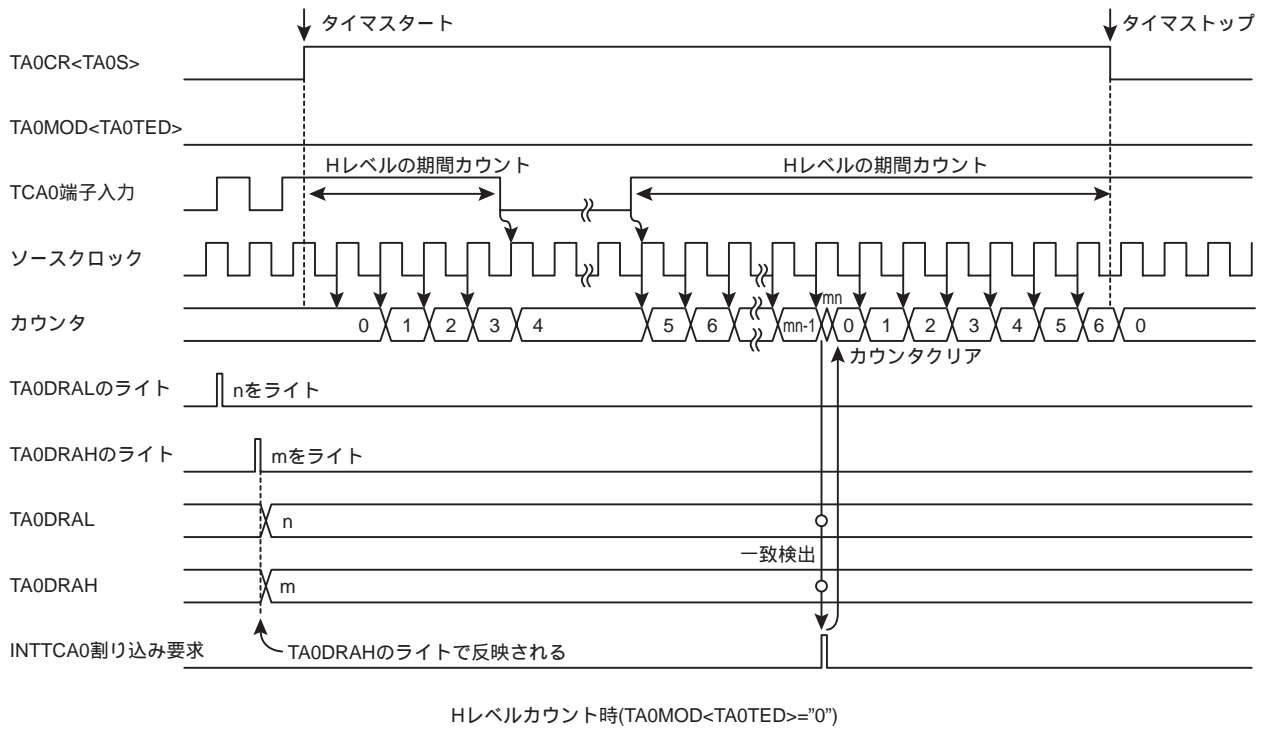 タイマスタート
タイマストップ
TA0CR<TA0S>
TA0MOD<TA0TED>
Hレベルの期間カウント
Hレベルの期間カウント
TCA0端子入力
ソースクロック
カウンタ
0 1 2 3 4 5 6 mn-1 mn 0 1 2 3 4 5 6 0
カウンタクリア
TA0DRALのライト
nをライト
TA0DRAHのライト
mをライト
TA0DRAL
n
一致検出
TA0DRAH
m
INTTCA0割り込み要求
TA0DRAHのライトで反映される
Hレベルカウント時(TA0MOD<TA0TED>="0")